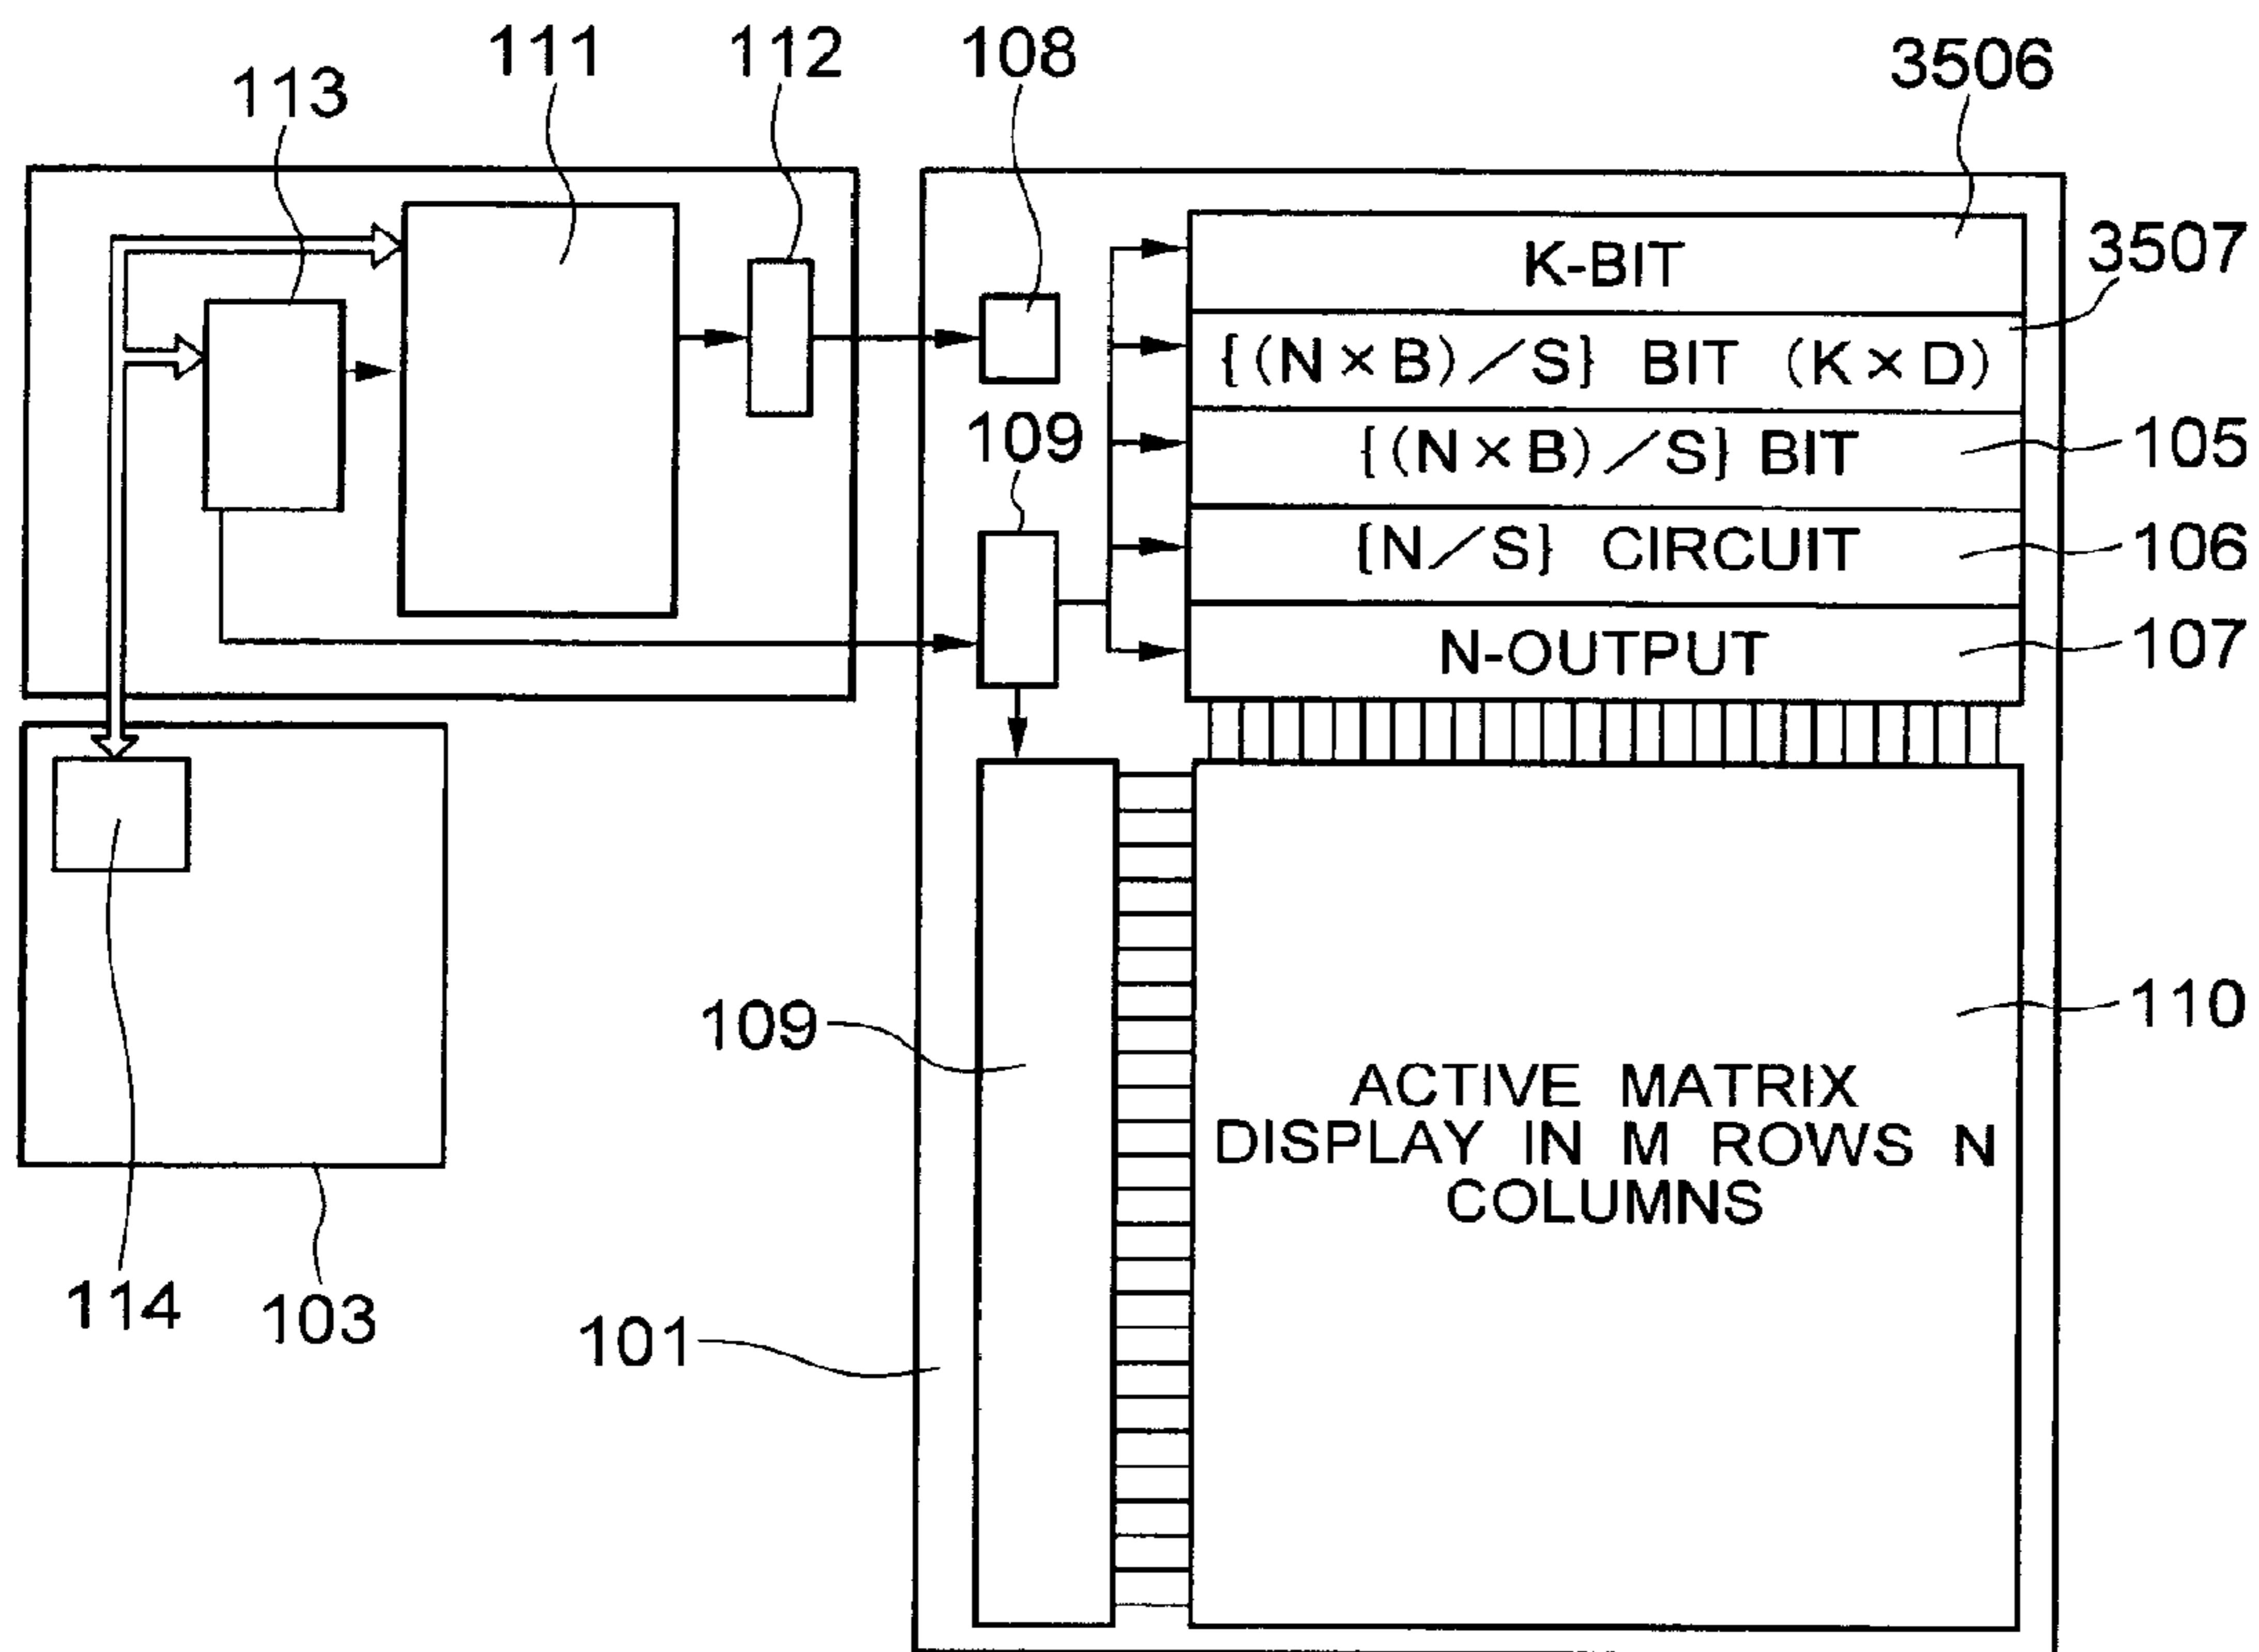 111
112
108
3506
113
3507
K-BIT
{(N×B)/S} BIT (K×D)
109
{(N×B)/S} BIT
105
{N/S} CIRCUIT
106
N-OUTPUT
107
109
110
ACTIVE MATRIX
DISPLAY IN M ROWS N
COLUMNS
114
103
101